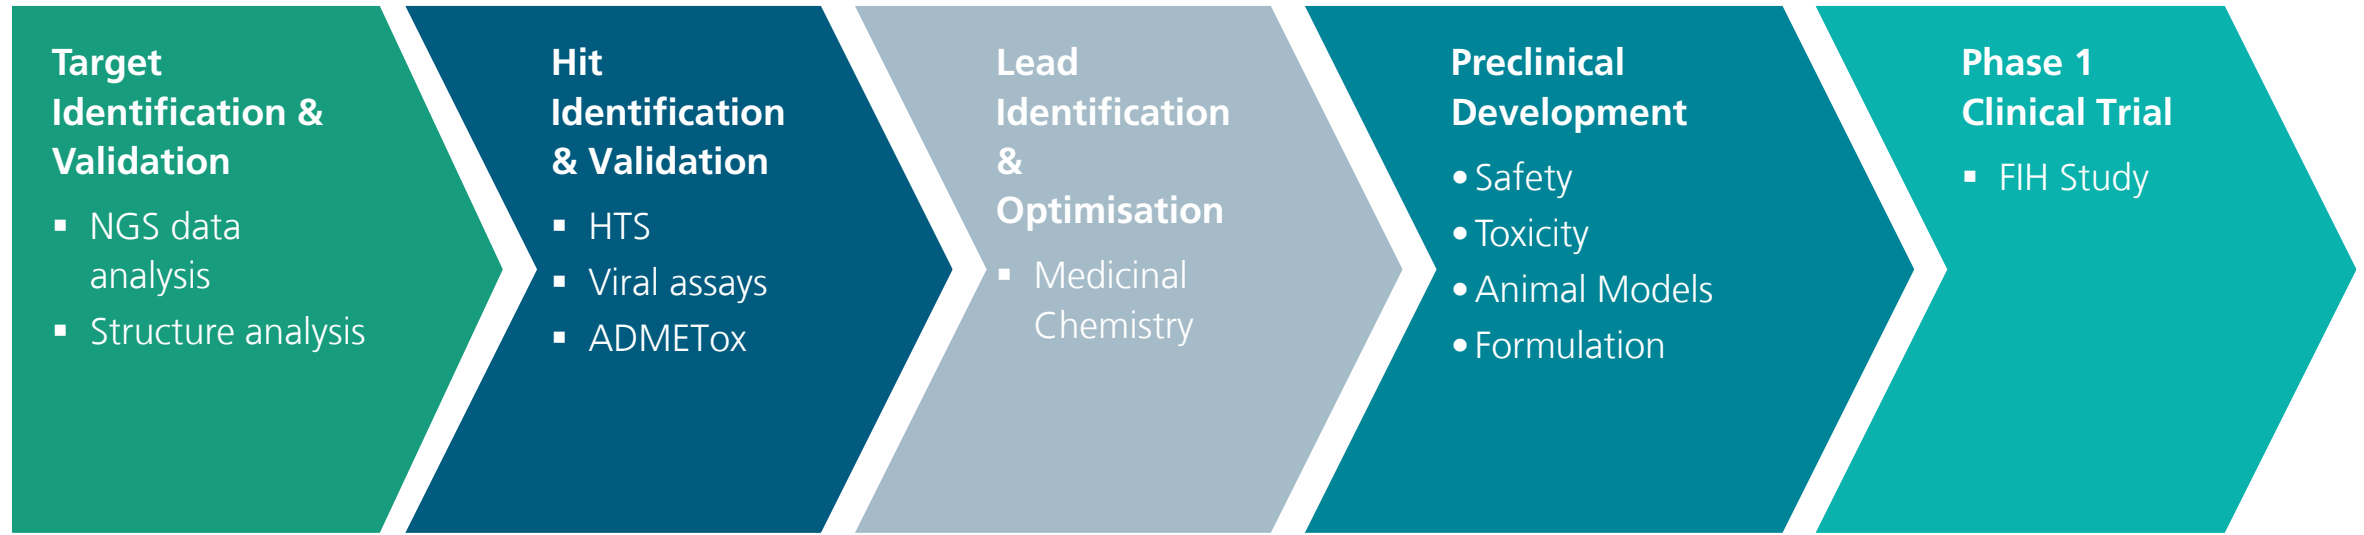 Target
Identification &
Validation
▪ NGS data
analysis
▪ Structure analysis
Hit
Identification
& Validation
▪ HTS
▪ Viral assays
▪ ADMETox
Lead
Identification
&
Optimisation
▪ Medicinal
Chemistry
Preclinical
Development
• Safety
• Toxicity
• Animal Models
• Formulation
Phase 1
Clinical Trial
▪ FIH Study